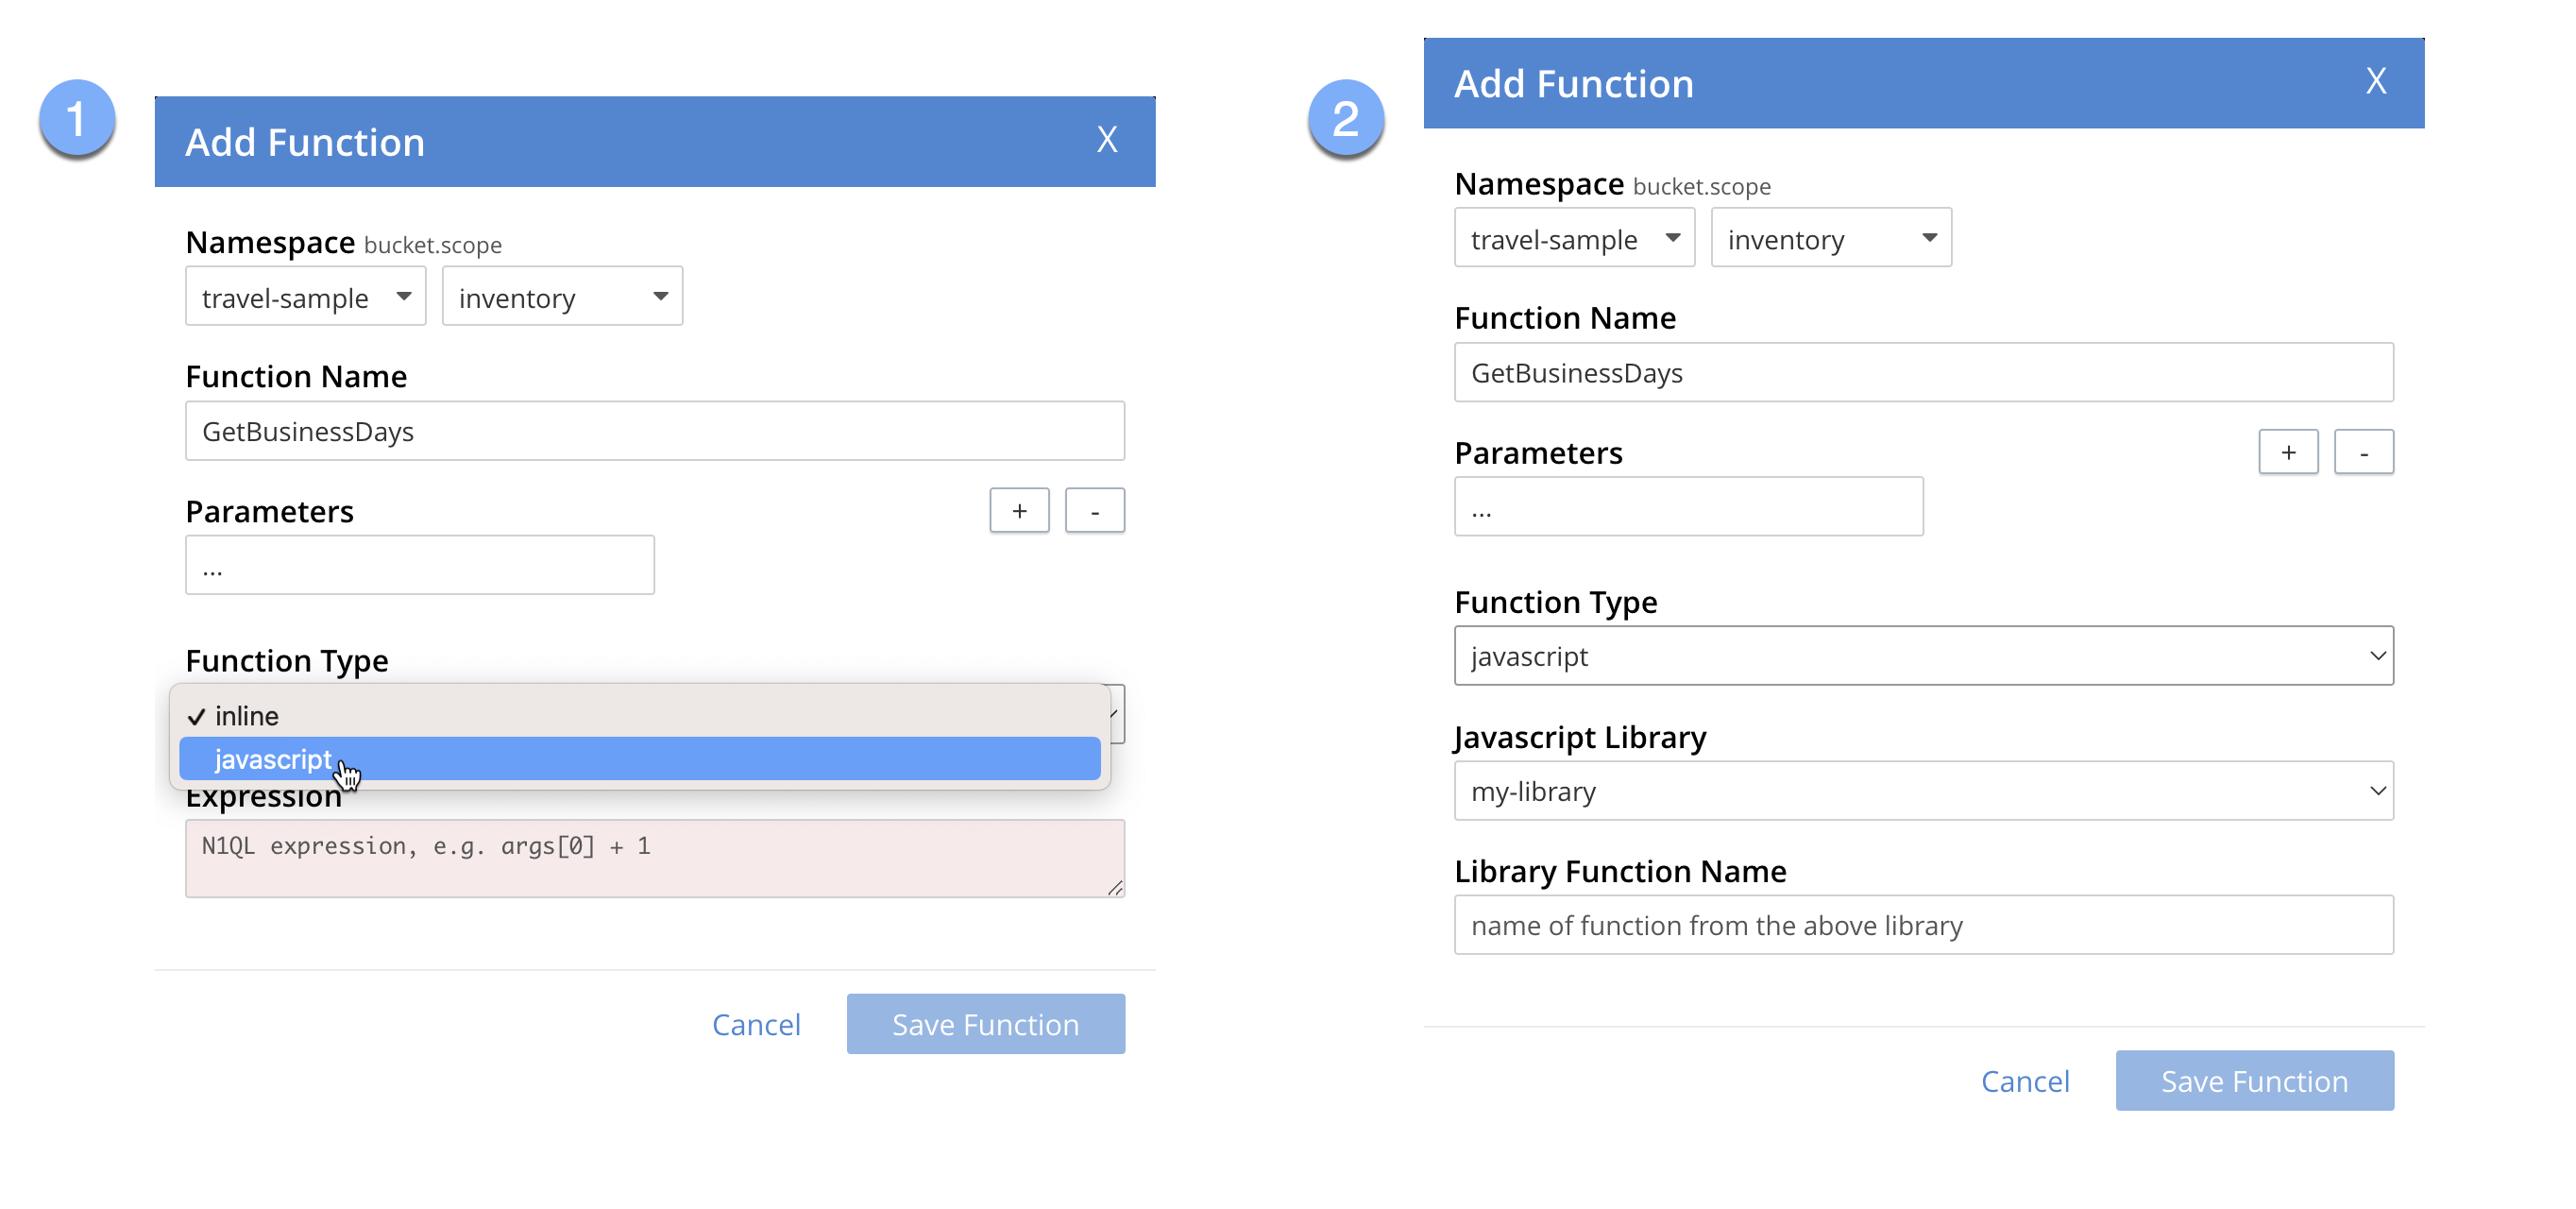 1
Add Function X
Namespace bucket.scope
travel-sample inventory
Function Name
GetBusinessDays
Parameters + -
...
Function Type
✓ inline
javascript
Expression
N1QL expression, e.g. args[0] + 1
Cancel Save Function
2
Add Function X
Namespace bucket.scope
travel-sample inventory
Function Name
GetBusinessDays
Parameters + -
...
Function Type
javascript
Javascript Library
my-library
Library Function Name
name of function from the above library
Cancel Save Function